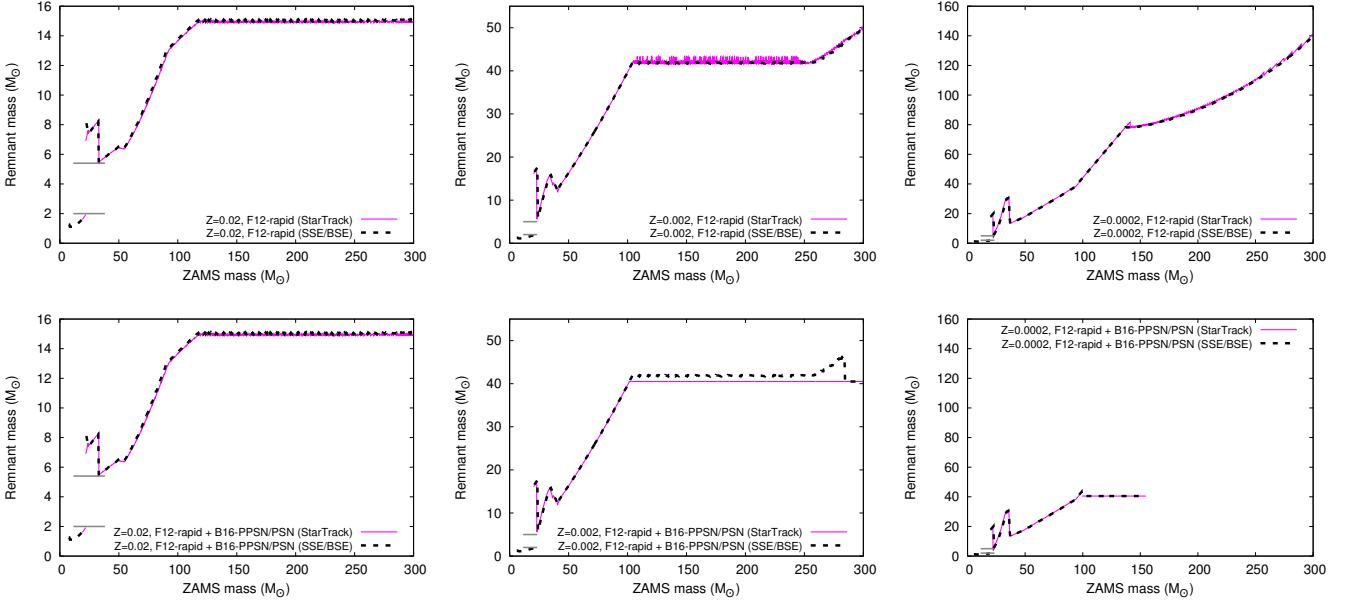 16
14
12
10
8
6
4
2
0
Remnant mass (M⊙)
Z=0.02, F12-rapid (StarTrack)
Z=0.02, F12-rapid (SSE/BSE)
0 50 100 150 200 250 300
ZAMS mass (M⊙)
50
40
30
20
10
0
Remnant mass (M⊙)
Z=0.002, F12-rapid (StarTrack)
Z=0.002, F12-rapid (SSE/BSE)
0 50 100 150 200 250 300
ZAMS mass (M⊙)
160
140
120
100
80
60
40
20
0
Remnant mass (M⊙)
Z=0.0002, F12-rapid (StarTrack)
Z=0.0002, F12-rapid (SSE/BSE)
0 50 100 150 200 250 300
ZAMS mass (M⊙)
16
14
12
10
8
6
4
2
0
Remnant mass (M⊙)
Z=0.02, F12-rapid + B16-PPSN/PSN (StarTrack)
Z=0.02, F12-rapid + B16-PPSN/PSN (SSE/BSE)
0 50 100 150 200 250 300
ZAMS mass (M⊙)
50
40
30
20
10
0
Remnant mass (M⊙)
Z=0.002, F12-rapid + B16-PPSN/PSN (StarTrack)
Z=0.002, F12-rapid + B16-PPSN/PSN (SSE/BSE)
0 50 100 150 200 250 300
ZAMS mass (M⊙)
160
140
120
100
80
60
40
20
0
Remnant mass (M⊙)
Z=0.0002, F12-rapid + B16-PPSN/PSN (StarTrack)
Z=0.0002, F12-rapid + B16-PPSN/PSN (SSE/BSE)
0 50 100 150 200 250 300
ZAMS mass (M⊙)